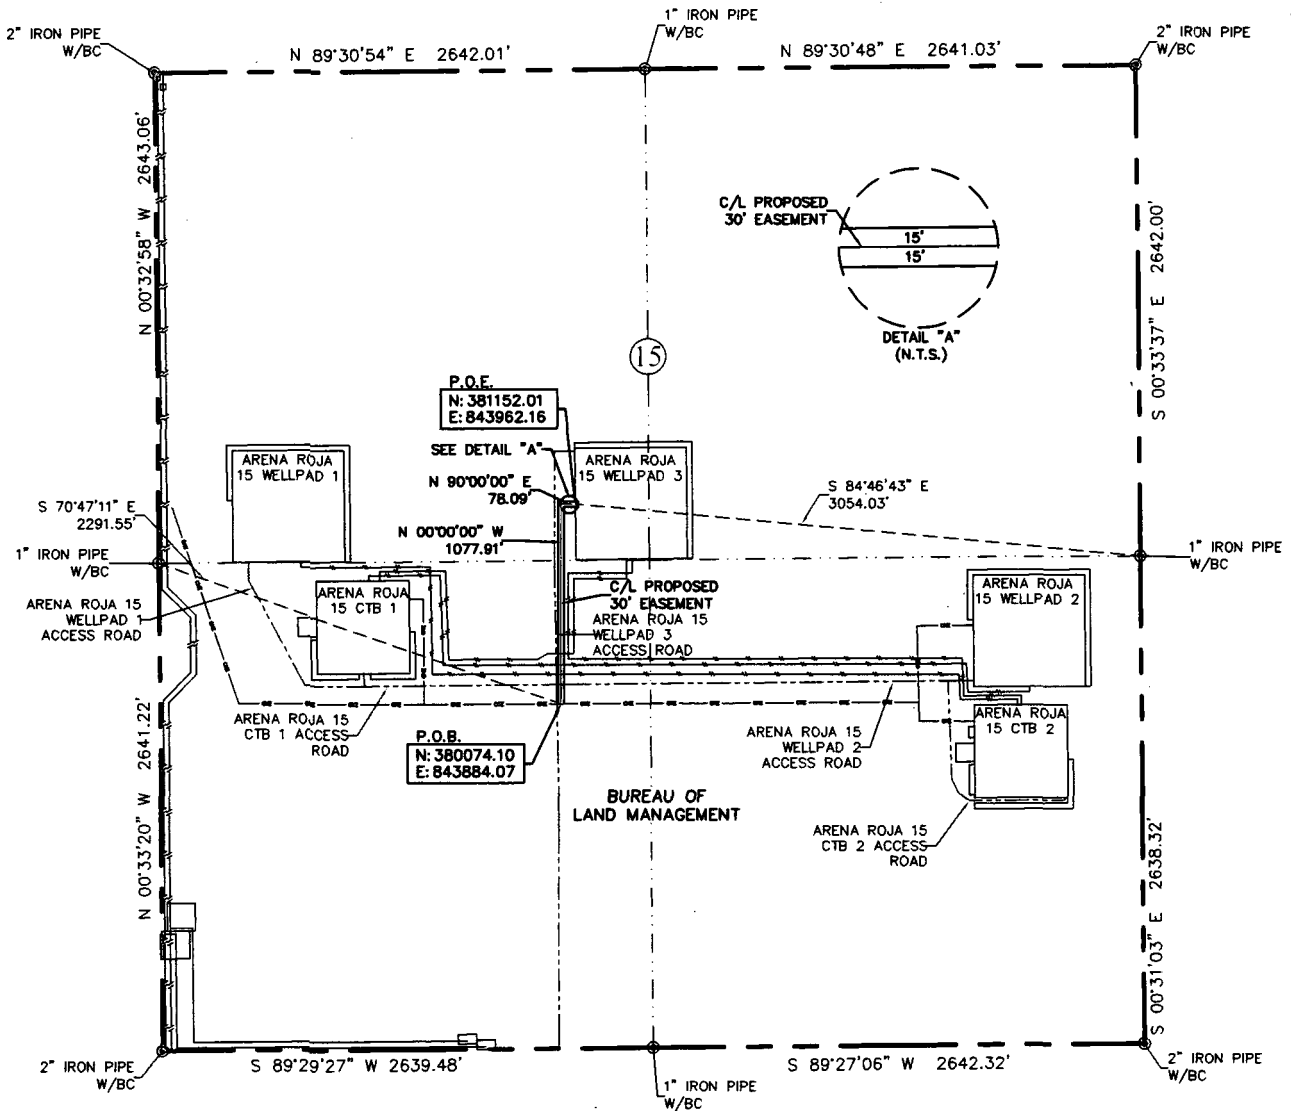 2" IRON PIPE
W/BC
N 89°30'54" E 2642.01'
1" IRON PIPE
W/BC
N 89°30'48" E 2641.03'
2" IRON PIPE
W/BC
N 00°32'58" W 2643.06'
S 00°33'37" E 2642.00'
C/L PROPOSED
30' EASEMENT
15'
15'
DETAIL "A"
(N.T.S.)
15
P.O.E.
N: 381152.01
E: 843962.16
SEE DETAIL "A"
N 90°00'00" E
78.09'
N 00°00'00" W
1077.91'
ARENA ROJA
15 WELLPAD 1
ARENA ROJA
15 WELLPAD 3
S 84°46'43" E
3054.03'
S 70°47'11" E
2291.55'
1" IRON PIPE
W/BC
1" IRON PIPE
W/BC
ARENA ROJA 15
WELLPAD 1
ACCESS ROAD
ARENA ROJA
15 CTB 1
C/L PROPOSED
30' EASEMENT
ARENA ROJA 15
WELLPAD 3
ACCESS ROAD
ARENA ROJA
15 WELLPAD 2
ARENA ROJA 15
CTB 1 ACCESS
ROAD
P.O.B.
N: 380074.10
E: 843884.07
ARENA ROJA 15
WELLPAD 2
ACCESS ROAD
ARENA ROJA
15 CTB 2
BUREAU OF
LAND MANAGEMENT
ARENA ROJA 15
CTB 2 ACCESS
ROAD
N 00°33'20" W 2641.22'
S 00°31'03" E 2638.32'
2" IRON PIPE
W/BC
S 89°29'27" W 2639.48'
1" IRON PIPE
W/BC
S 89°27'06" W 2642.32'
2" IRON PIPE
W/BC